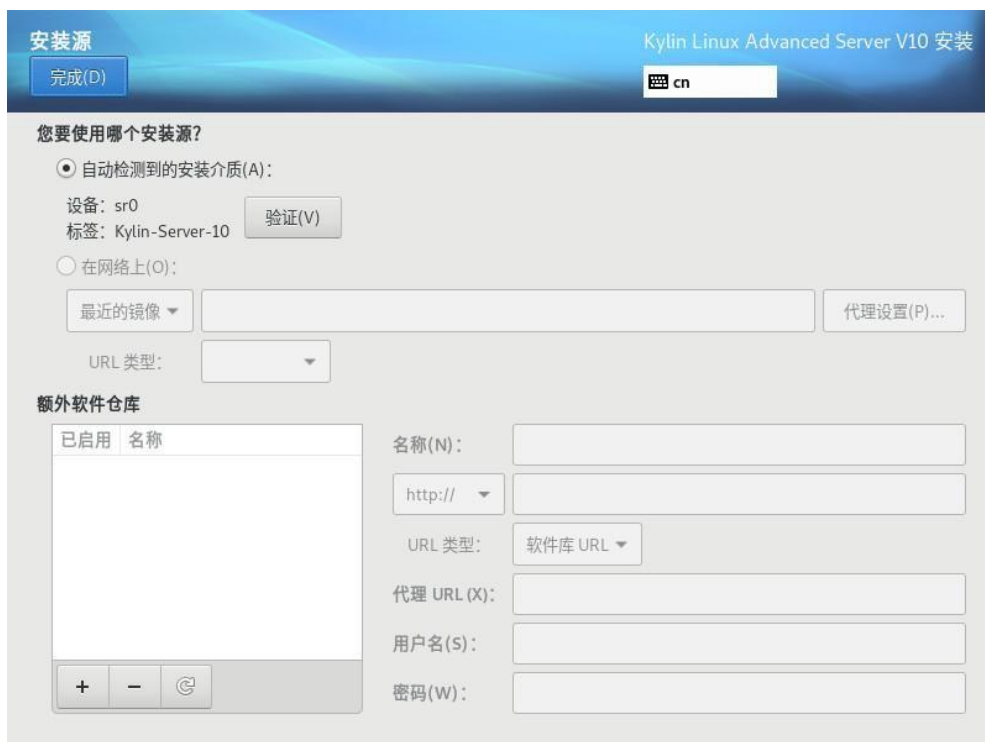 安装源
Kylin Linux Advanced Server V10 安装
完成(D)
cn
您要使用哪个安装源?
自动检测到的安装介质(A):
设备: sr0
标签: Kylin-Server-10
验证(V)
在网络上(O):
最近的镜像
代理设置(P)...
URL 类型:
额外软件仓库
已启用 名称
名称(N):
http://
URL 类型:
软件库 URL
代理 URL (X):
用户名(S):
密码(W):